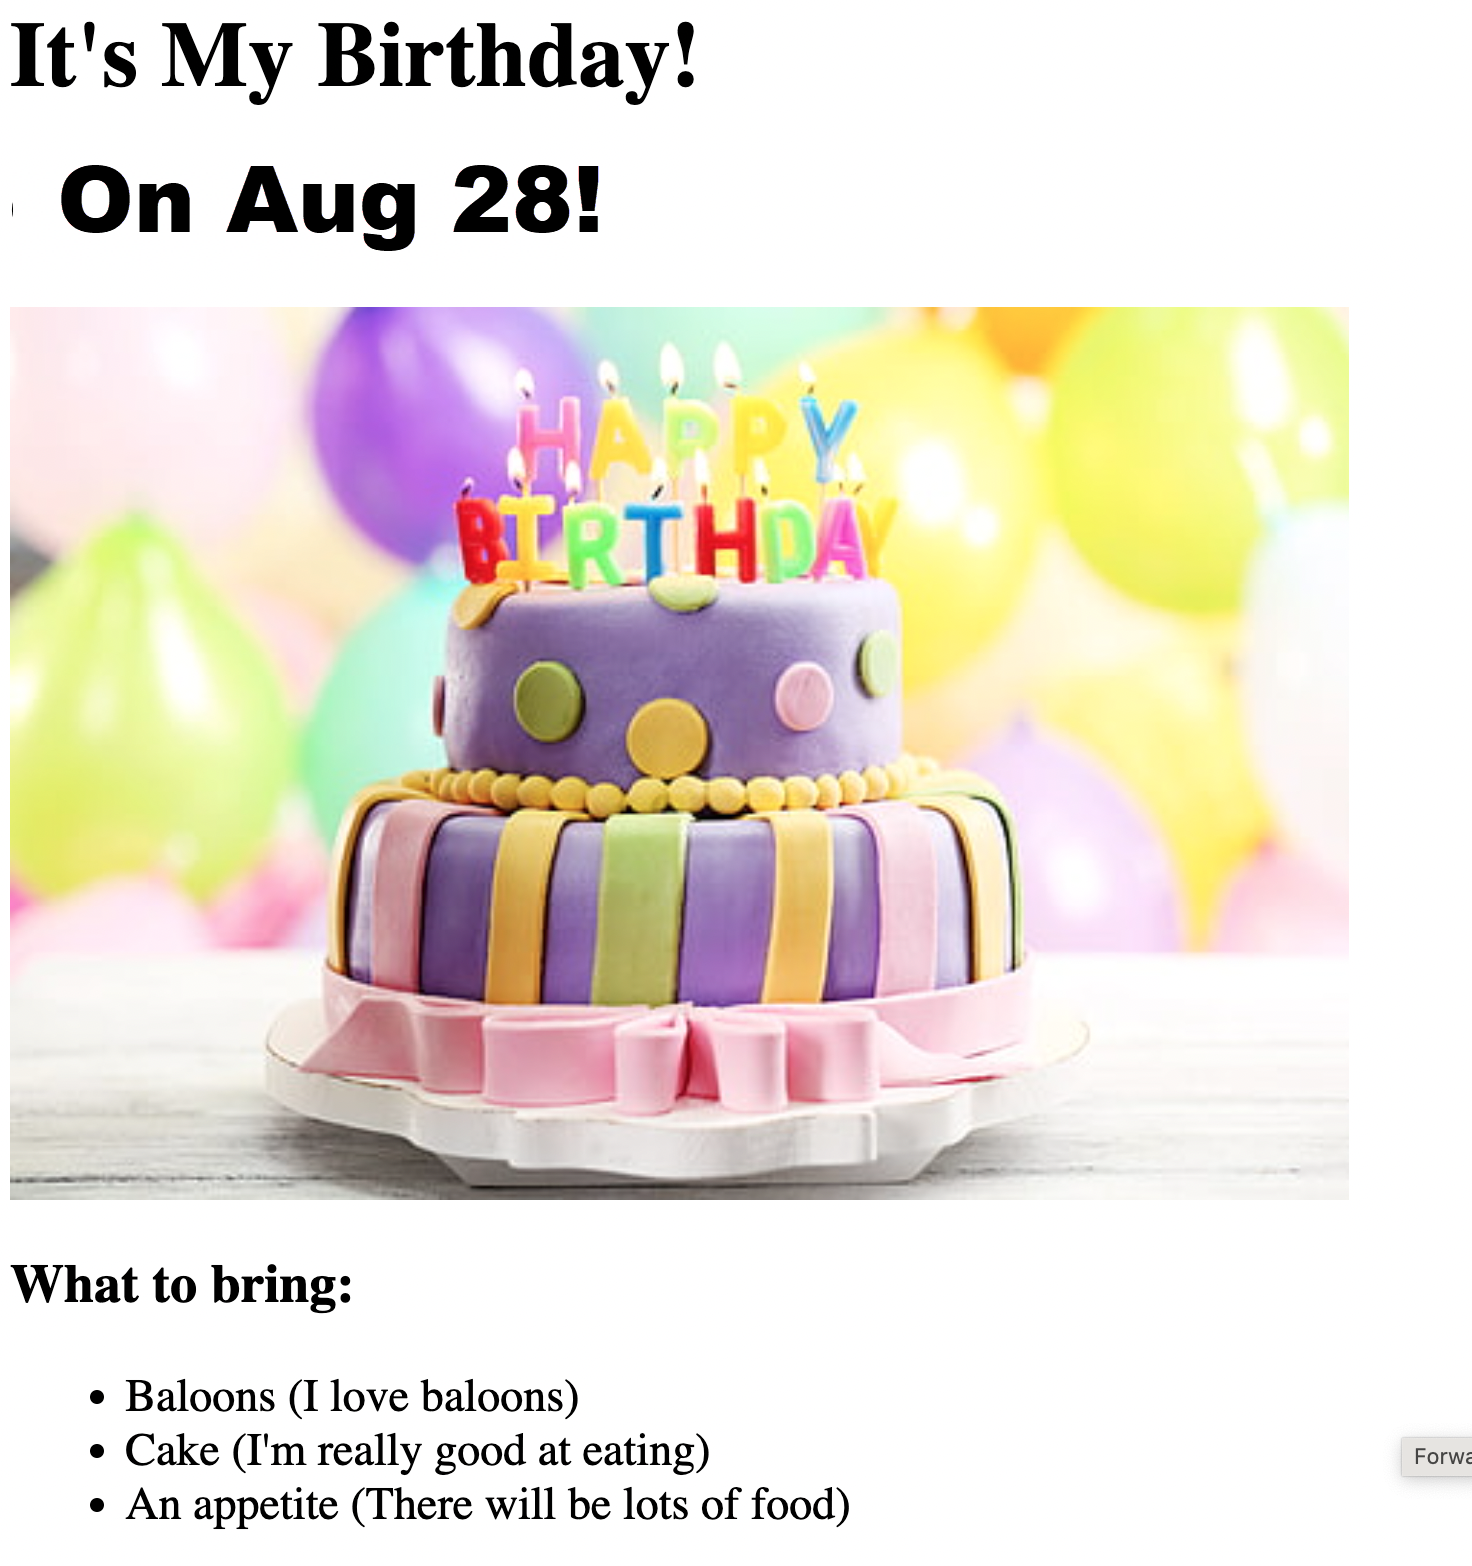 It's My Birthday!
On Aug 28!
HAPPY
BIRTHDAY
What to bring:
Baloons (I love baloons)
Cake (I'm really good at eating)
An appetite (There will be lots of food)